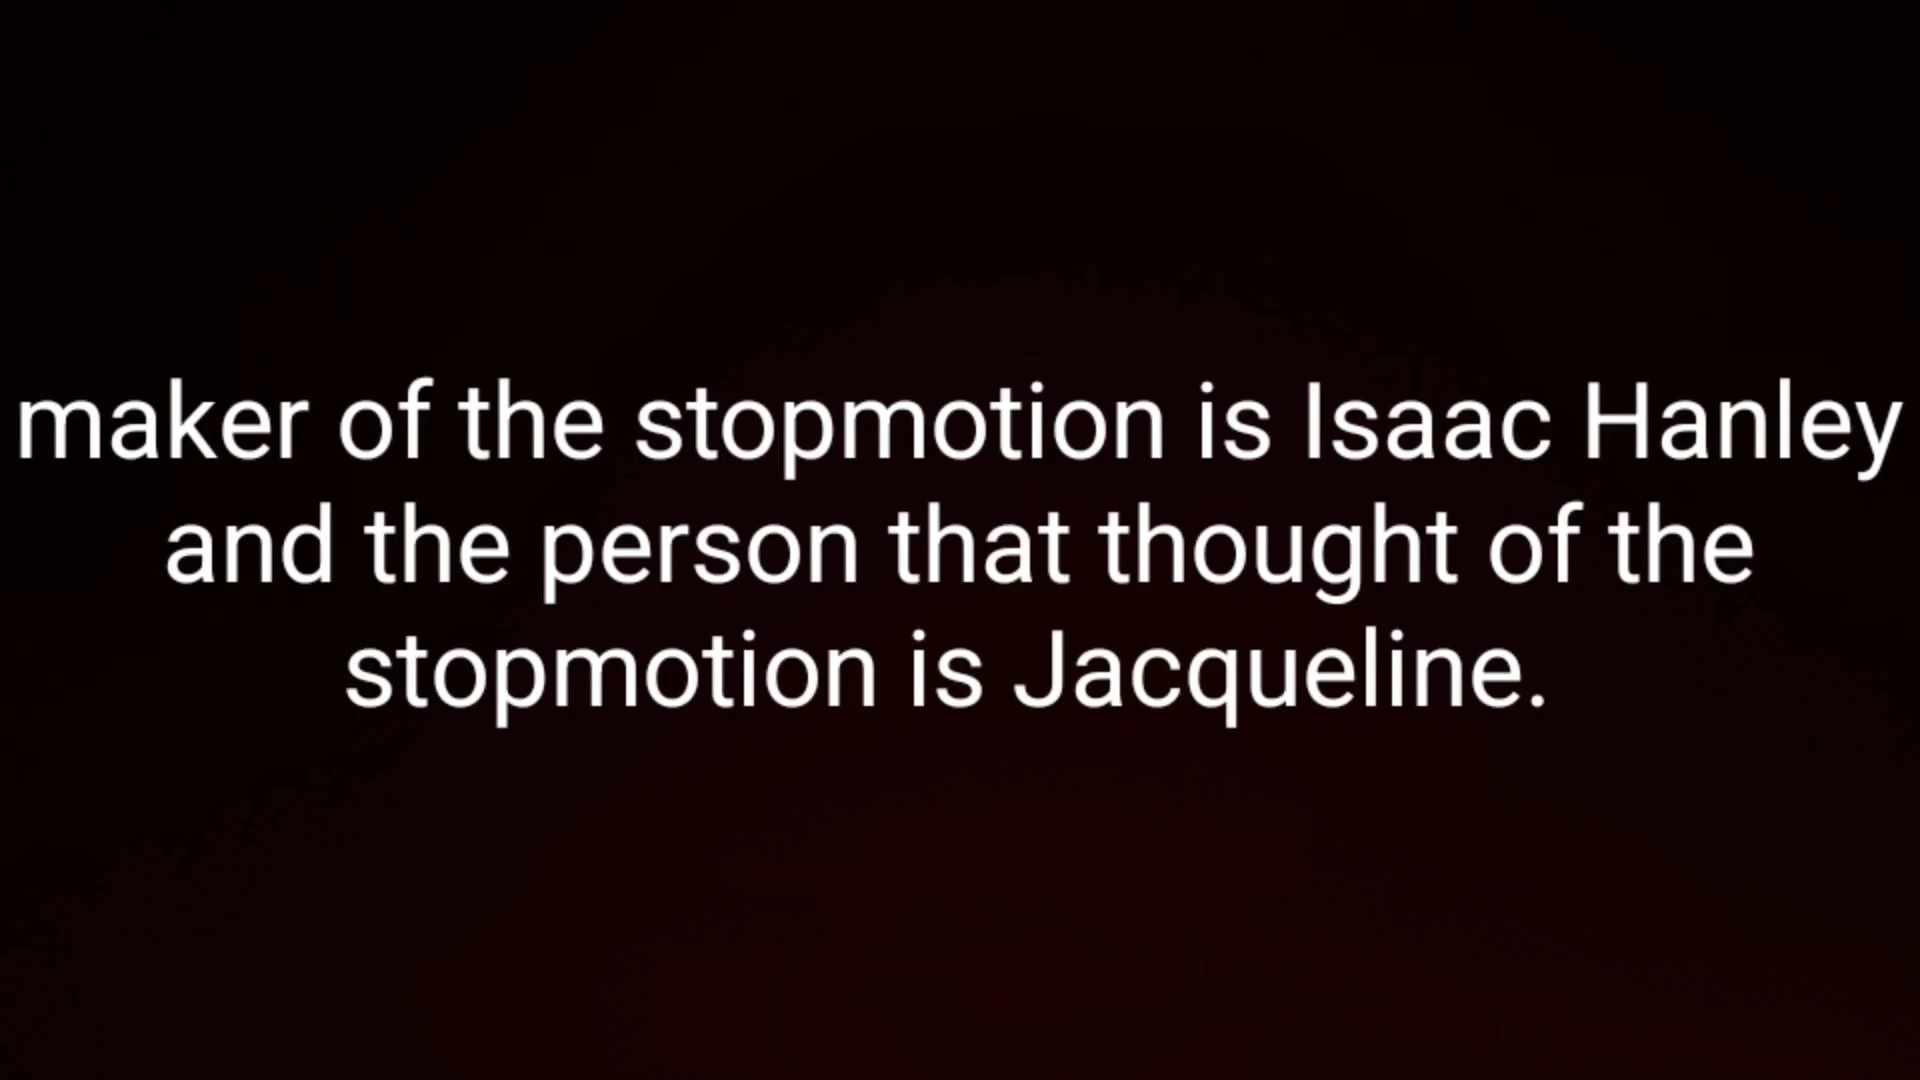 maker of the stopmotion is Isaac Hanley
and the person that thought of the
stopmotion is Jacqueline.